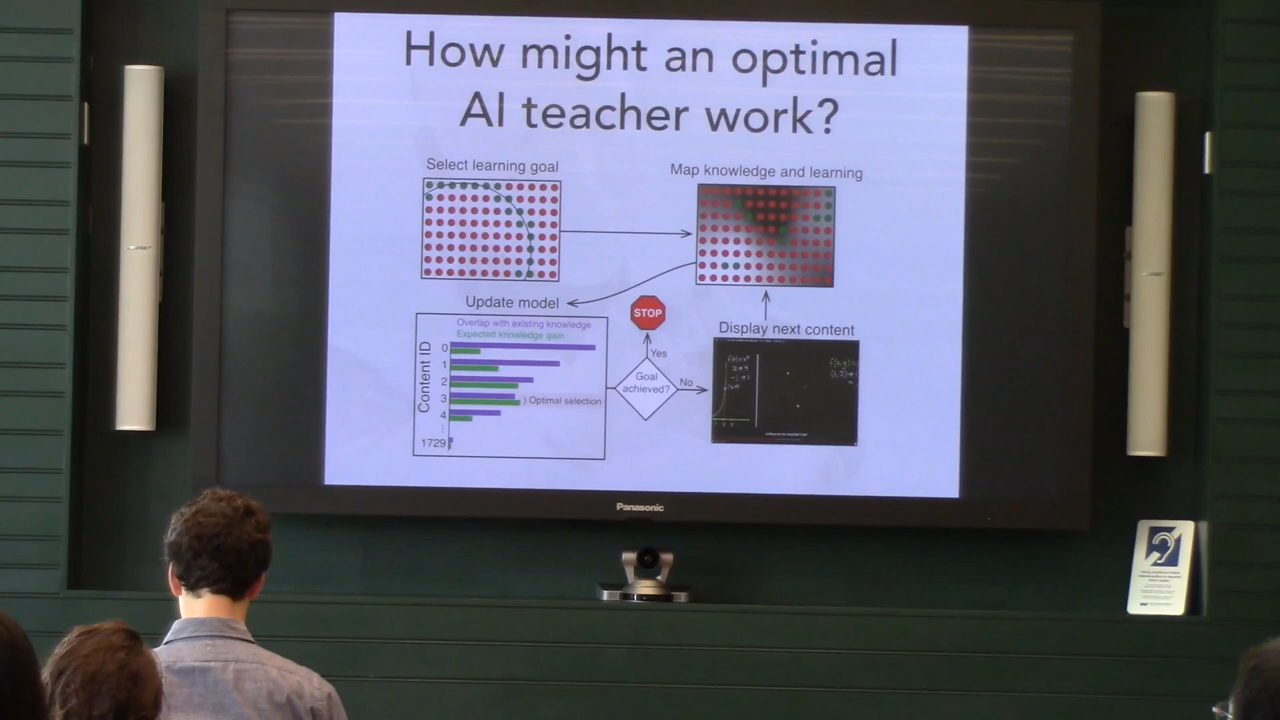 How might an optimal
AI teacher work?
Select learning goal
Map knowledge and learning
Update model
STOP
Overlap with existing knowledge
Expected knowledge gain
Content ID
0
1
2
3
4
:
1729
) Optimal selection
Yes
Goal
achieved?
No
Display next content
Panasonic